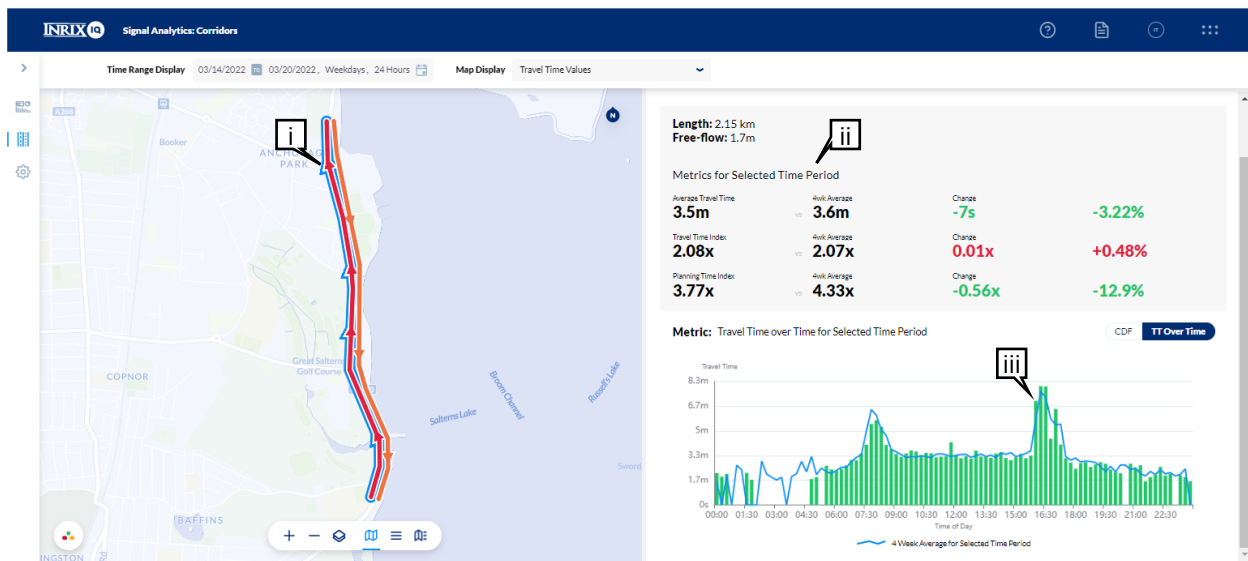 INRIX IQ Signal Analytics: Corridors
IT
Time Range Display 03/14/2022 TO 03/20/2022, Weekdays, 24 Hours Map Display Travel Time Values
N
i
ii
iii
Booker
ANCHORAGE
PARK
Great Salterns
Golf Course
COPNOR
Salterns Lake
Broom Channel
Russell's Lake
Sword
BAFFINS
INGSTON
Length: 2.15 km
Free-flow: 1.7m
Metrics for Selected Time Period
Average Travel Time 4wk Average Change
3.5m vs 3.6m -7s -3.22%
Travel Time Index 4wk Average Change
2.08x vs 2.07x 0.01x +0.48%
Planning Time Index 4wk Average Change
3.77x vs 4.33x -0.56x -12.9%
Metric: Travel Time over Time for Selected Time Period CDF TT Over Time
Travel Time
8.3m
6.7m
5m
3.3m
1.7m
0s
00:00 01:30 03:00 04:30 06:00 07:30 09:00 10:30 12:00 13:30 15:00 16:30 18:00 19:30 21:00 22:30
Time of Day
4 Week Average for Selected Time Period